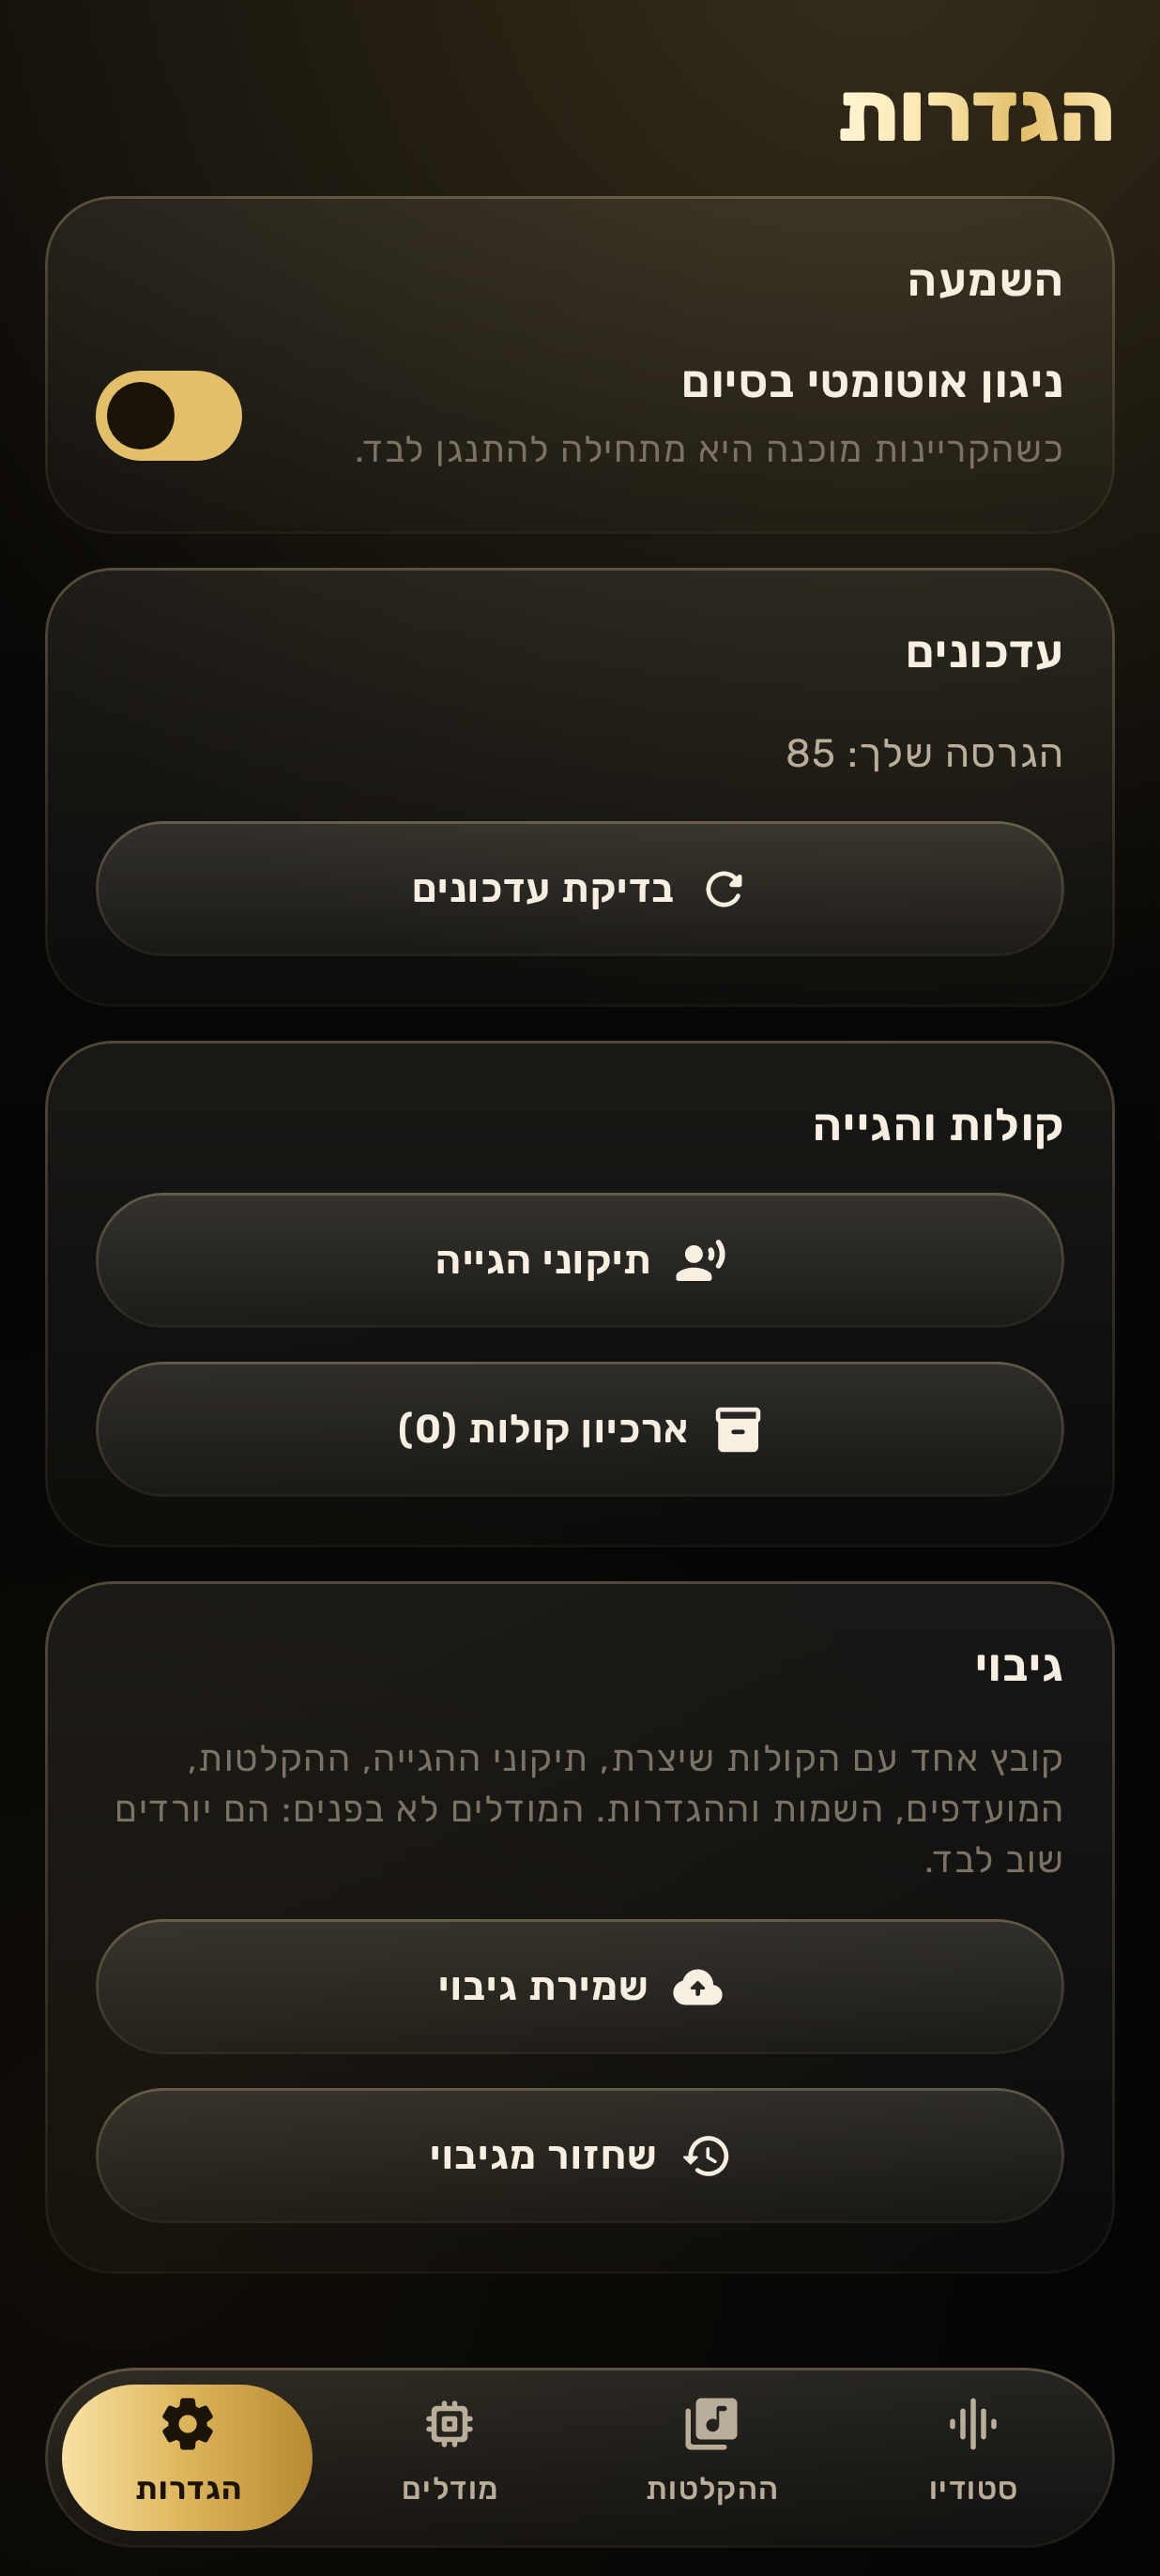 הגדרות
השמעה
ניגון אוטומטי בסיום
כשהקריינות מוכנה היא מתחילה להתנגן לבד.
עדכונים
הגרסה שלך: 85
בדיקת עדכונים
קולות והגייה
תיקוני הגייה
ארכיון קולות (0)
גיבוי
קובץ אחד עם הקולות שיצרת, תיקוני ההגייה, ההקלטות,
המועדפים, השמות וההגדרות. המודלים לא בפנים: הם יורדים
שוב לבד.
שמירת גיבוי
שחזור מגיבוי
סטודיו
ההקלטות
מודלים
הגדרות